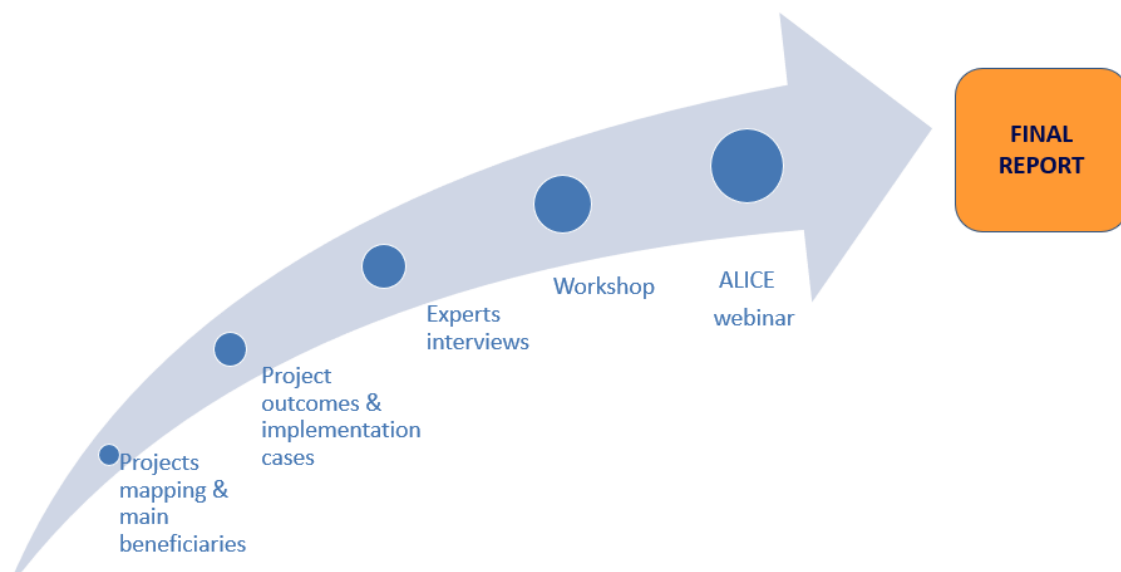 Projects
mapping &
main
beneficiaries
Project
outcomes &
implementation
cases
Experts
interviews
Workshop
ALICE
webinar
FINAL
REPORT